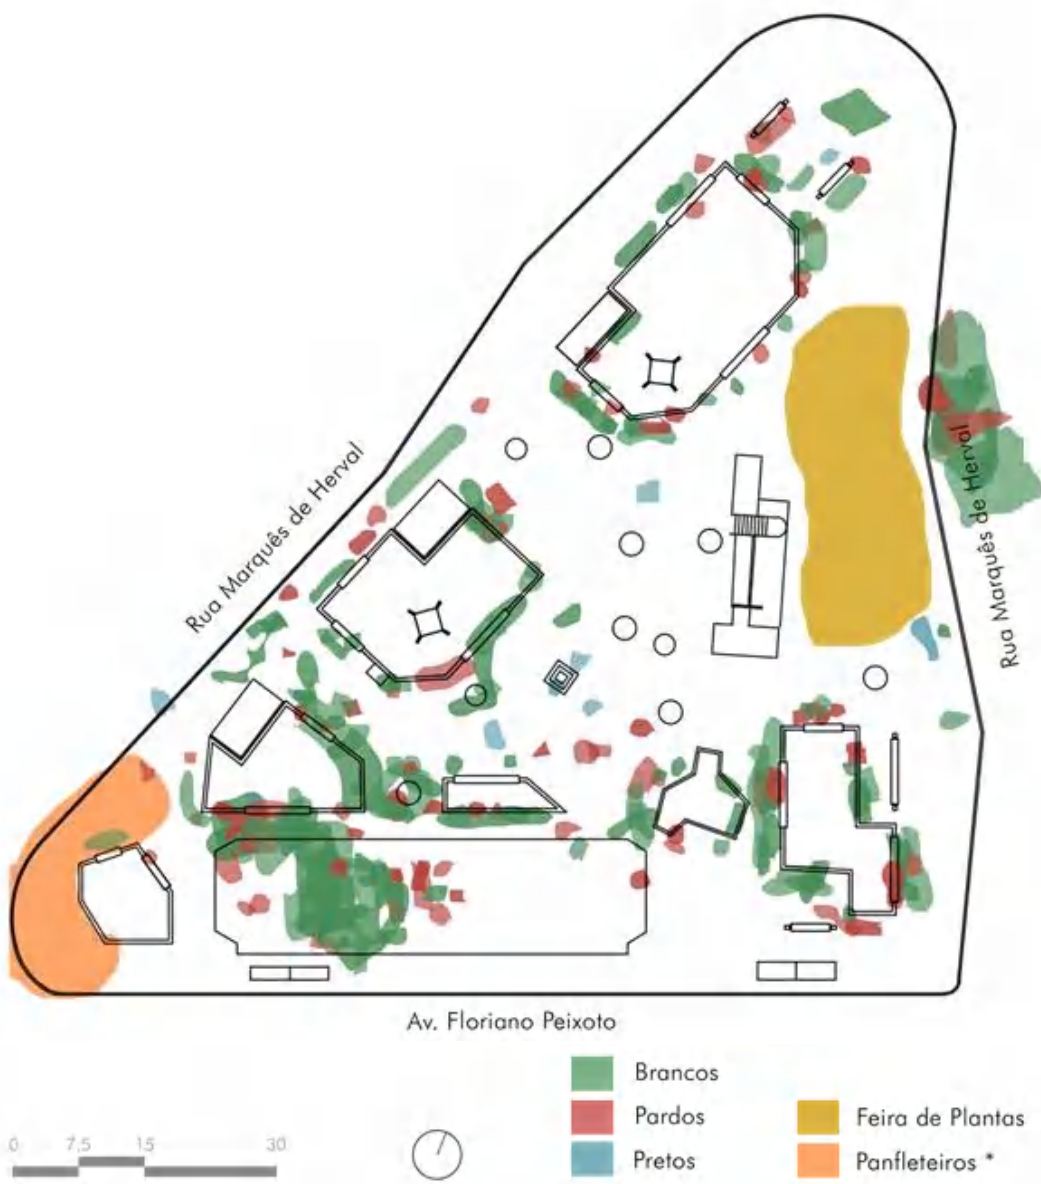 Rua Marquês de Herval
Rua Marquês de Herval
Av. Floriano Peixoto
Brancos
Pardos
Pretos
Feira de Plantas
Panfleteiros *
0 7,5 15 30